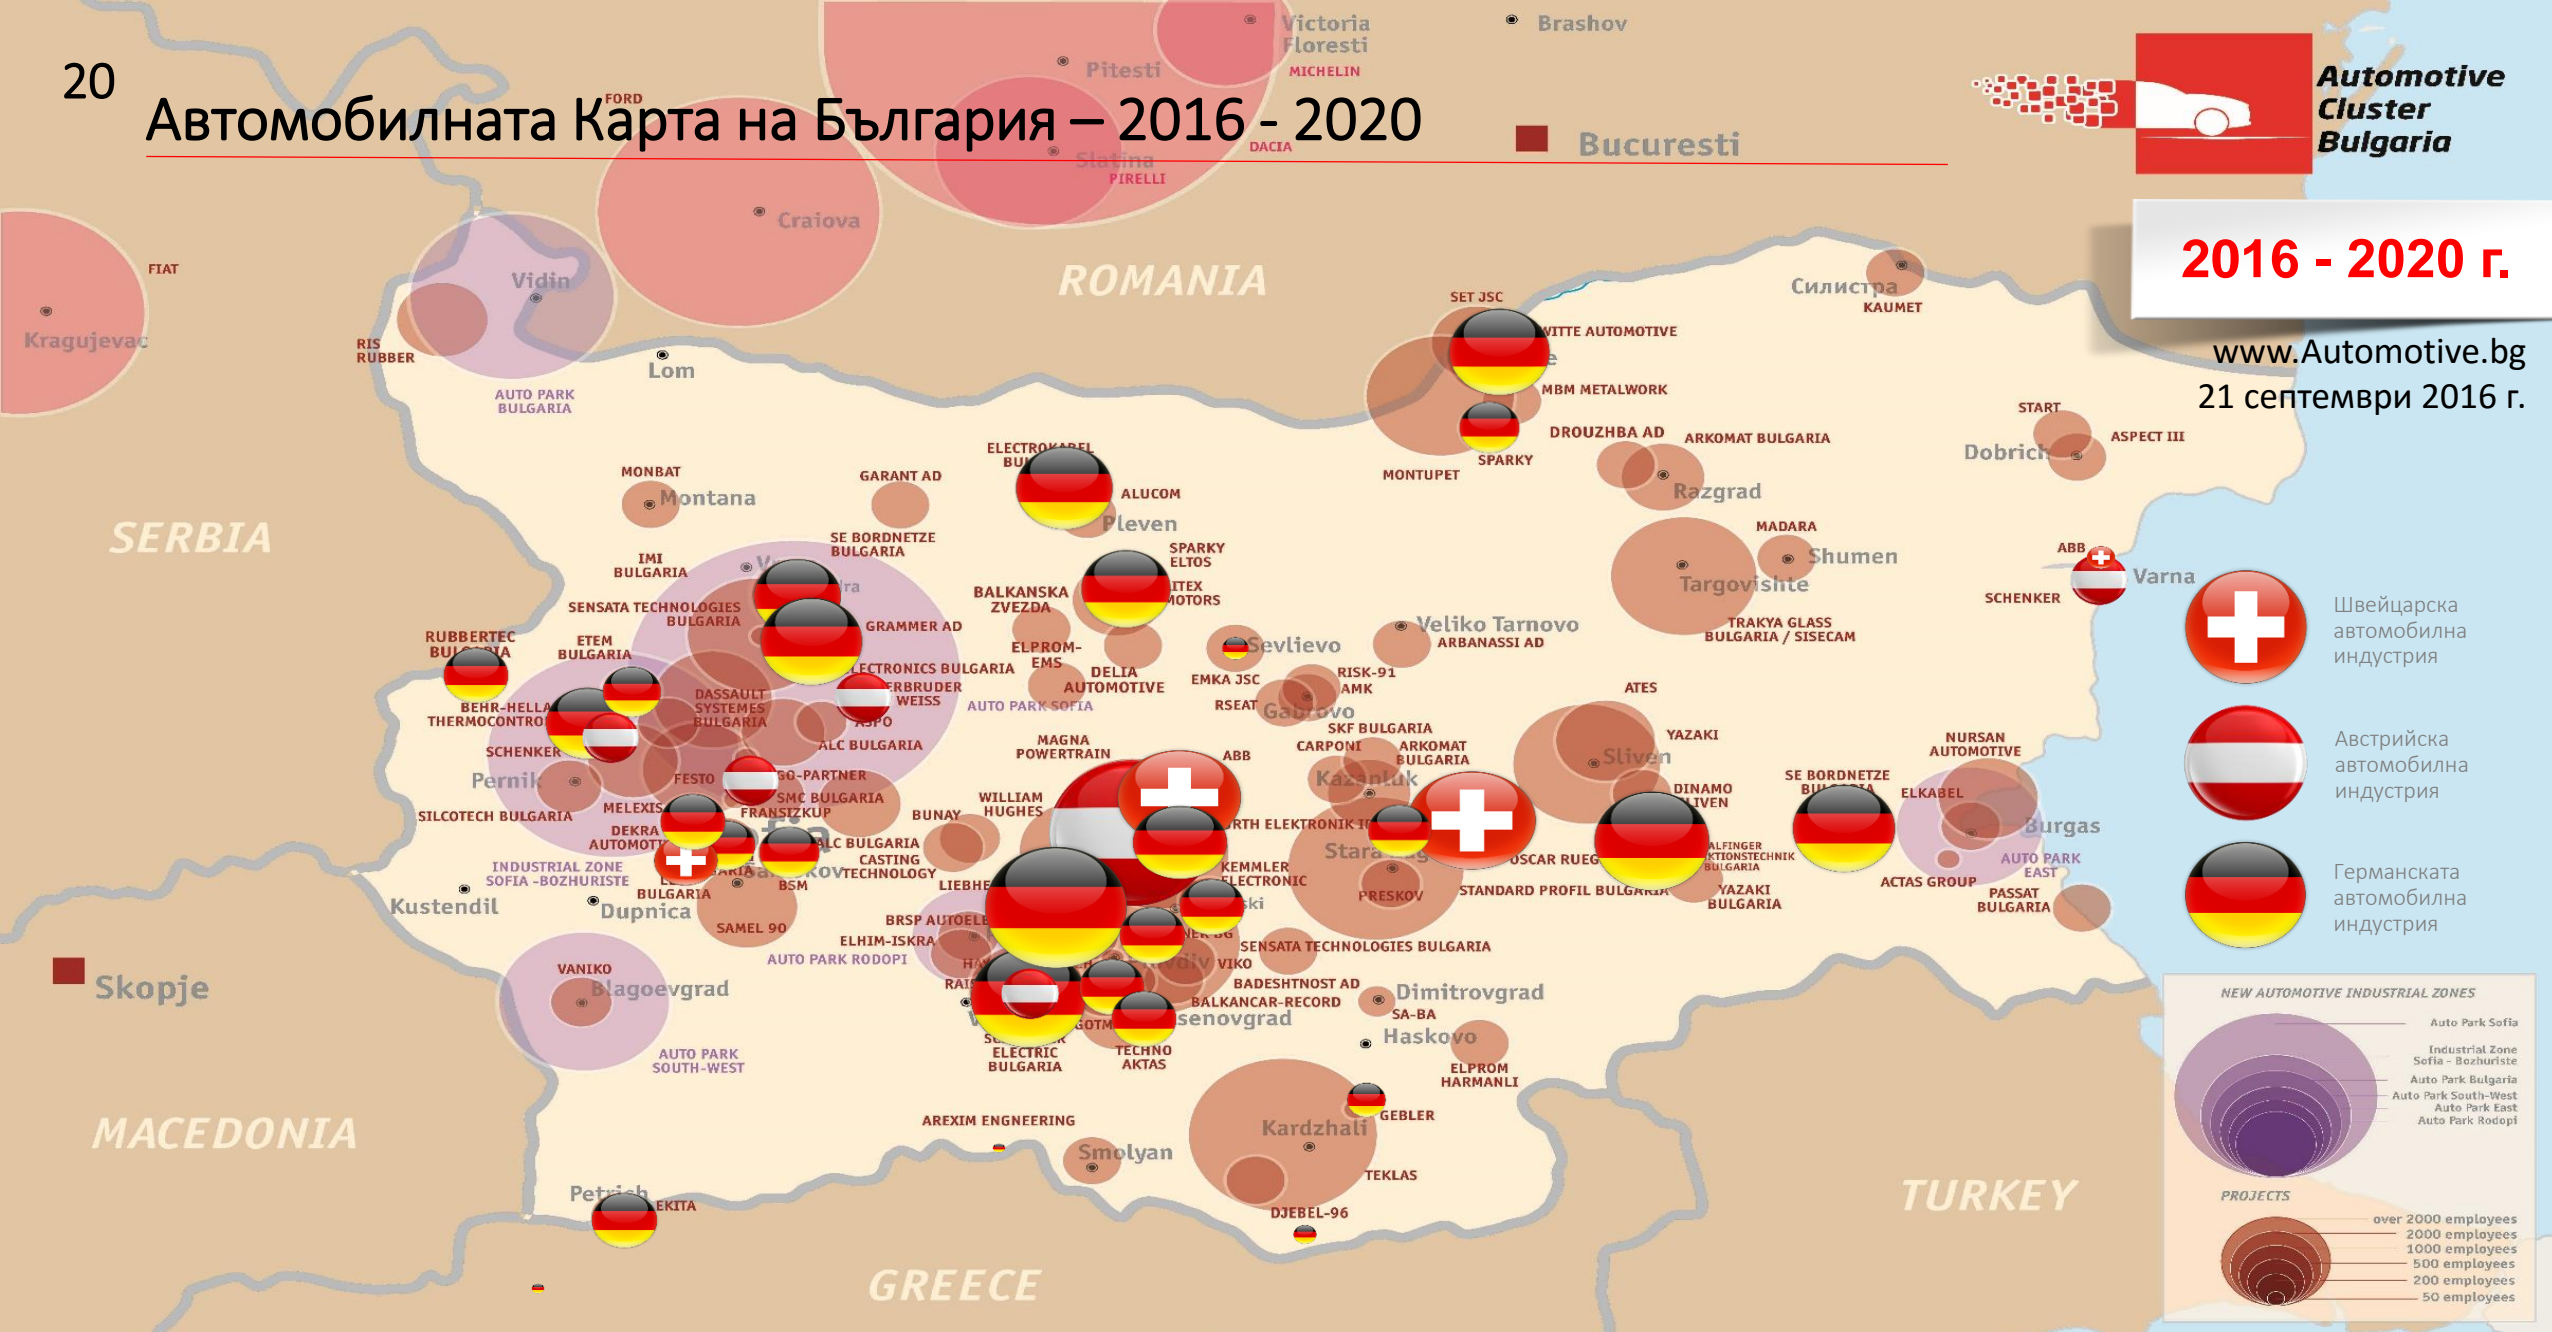 20
Автомобилната Карта на България – 2016 - 2020
Automotive
Cluster
Bulgaria
2016 - 2020 г.
www.Automotive.bg
21 септември 2016 г.
Victoria
Floresti
MICHELIN
Brashov
Pitesti
FORD
DACIA
Bucuresti
Slatina
PIRELLI
Craiova
FIAT
Kragujevac
Vidin
ROMANIA
RIS
RUBBER
AUTO PARK
BULGARIA
Lom
SET JSC
WITTE AUTOMOTIVE
MBM METALWORK
Силистра
KAUMET
START
ASPECT III
Dobrich
DROUZHBA AD
ARKOMAT BULGARIA
SPARKY
MONTUPET
Razgrad
MONBAT
Montana
GARANT AD
ALUCOM
Pleven
SERBIA
SE BORDNETZE
BULGARIA
IMI
BULGARIA
SPARKY
ELTOS
MADARA
Shumen
Targovishte
TRAKYA GLASS
BULGARIA / SISECAM
ABB
Varna
SCHENKER
BALKANSKA
ZVEZDA
SENSATA TECHNOLOGIES
BULGARIA
GRAMMER AD
ETEM
BULGARIA
RUBBERTEC
ELPROM-
EMS
DELIA
AUTOMOTIVE
Veliko Tarnovo
ARBANASSI AD
Sevlievo
EMKA JSC
RISK-91
AMK
RSEAT
Gabrovo
ATES
DASSAULT
SYSTEMES
BULGARIA
WEISS
AUTO PARK SOFIA
ALC BULGARIA
BEHR-HELLA
SCHENKER
Pernik
SILCOTECH BULGARIA
MELEXIS
FESTO
GO-PARTNER
SMC BULGARIA
FRANSIZKUP
DEKRA
INDUSTRIAL ZONE
SOFIA -BOZHURISTE
BULGARIA
BSM
ALC BULGARIA
CASTING
TECHNOLOGY
SAMEL 90
Kustendil
Dupnica
MAGNA
POWERTRAIN
ABB
SKF BULGARIA
CARPONI
ARKOMAT
BULGARIA
Kazanluk
WILLIAM
HUGHES
BUNAY
YAZAKI
Sliven
DINAMO
SE BORDNETZE
NURSAN
AUTOMOTIVE
ELKABEL
Burgas
AUTO PARK
EAST
ACTAS GROUP
PASSAT
BULGARIA
KEMMLER
ELECTRONIC
PRESKOV
STANDARD PROFIL BULGARIA
YAZAKI
BULGARIA
ELHIM-ISKRA
AUTO PARK RODOPI
SENSATA TECHNOLOGIES BULGARIA
VIKO
BADESHTNOST AD
BALKANCAR-RECORD
Dimitrovgrad
SA-BA
Haskovo
ELPROM
HARMANLI
ELECTRIC
BULGARIA
TECHNO
AKTAS
VANIKO
Blagoevgrad
AUTO PARK
SOUTH-WEST
Skopje
MACEDONIA
AREXIM ENGNEERING
Smolyan
Kardzhali
GEBLER
TEKLAS
DJEBEL-96
Petrich
EKITA
GREECE
TURKEY
Швейцарска
автомобилна
индустрия
Австрийска
автомобилна
индустрия
Германската
автомобилна
индустрия
NEW AUTOMOTIVE INDUSTRIAL ZONES
Auto Park Sofia
Industrial Zone
Sofia - Bozhuriste
Auto Park Bulgaria
Auto Park South-West
Auto Park East
Auto Park Rodopi
PROJECTS
over 2000 employees
2000 employees
1000 employees
500 employees
200 employees
50 employees